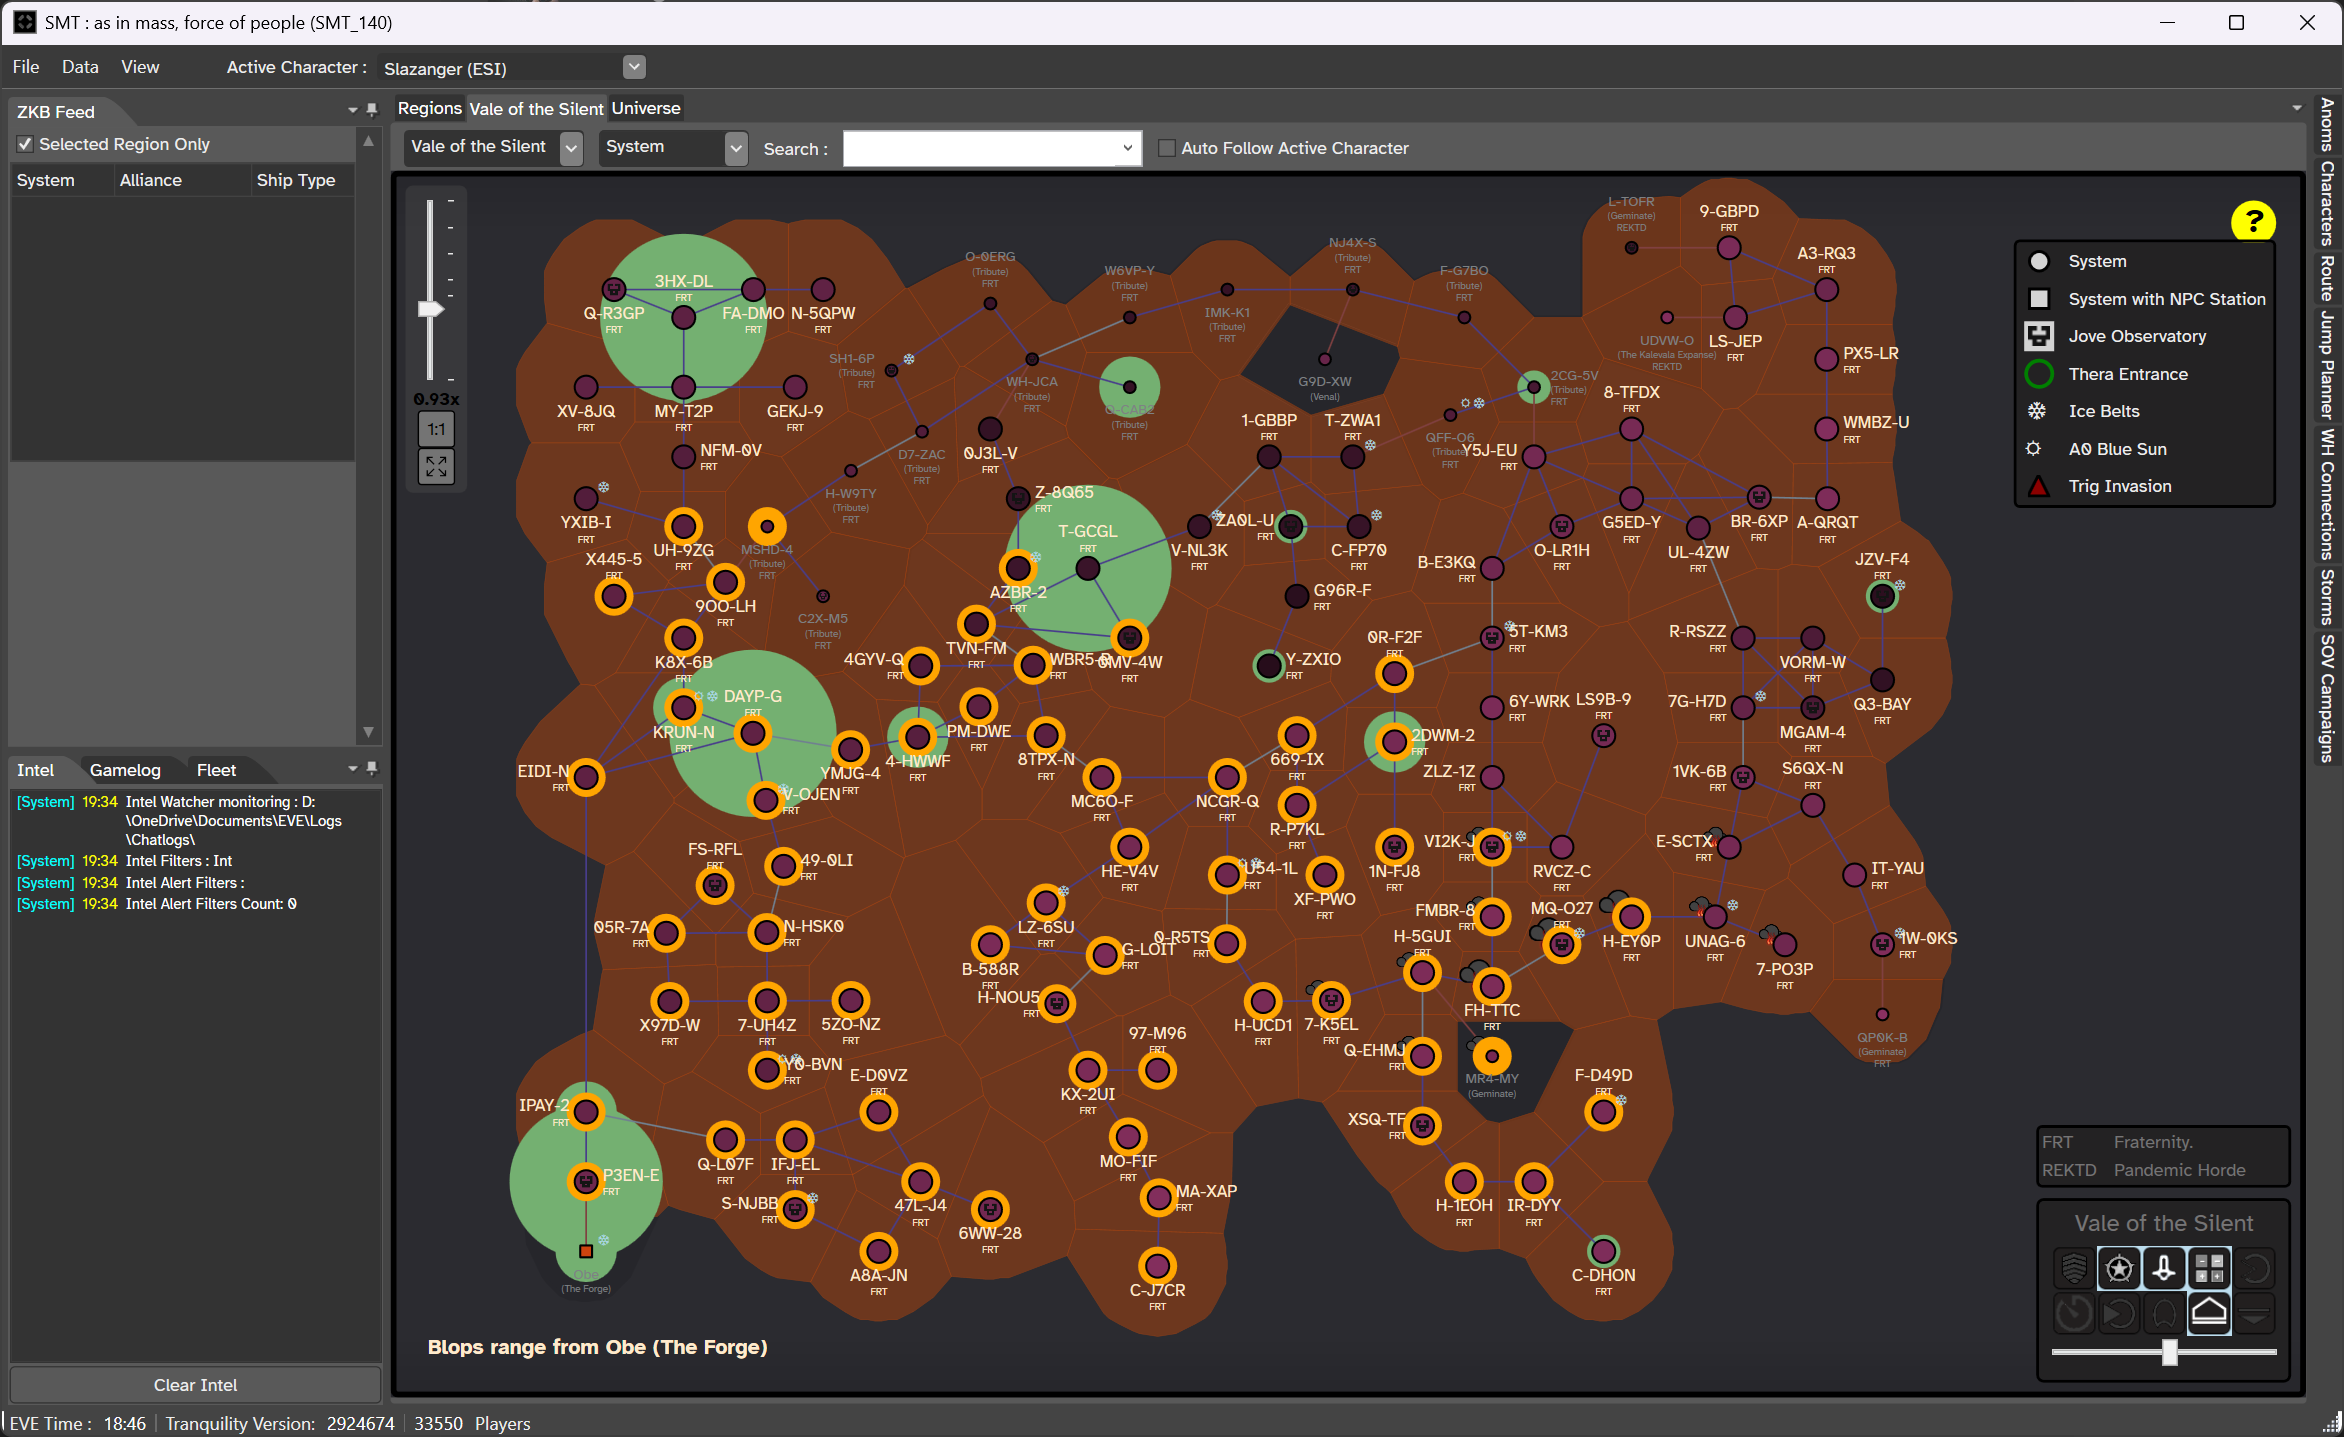 SMT : as in mass, force of people (SMT_140)
File Data View Active Character : Slazanger (ESI)
ZKB Feed
Selected Region Only
System Alliance Ship Type
Intel Gamelog Fleet
[System] 19:34 Intel Watcher monitoring : D:
\OneDrive\Documents\EVE\Logs
\Chatlogs\
[System] 19:34 Intel Filters : Int
[System] 19:34 Intel Alert Filters :
[System] 19:34 Intel Alert Filters Count: 0
Clear Intel
Regions Vale of the Silent Universe
Vale of the Silent System Search : Auto Follow Active Character
0.93x
1:1
L-TOFR
(Geminate)
REKTD
9-GBPD
FRT
A3-RQ3
FRT
O-0ERG
(Tribute)
FRT
W6VP-Y
(Tribute)
FRT
NJ4X-S
(Tribute)
FRT
F-G7BO
(Tribute)
FRT
3HX-DL
FRT
Q-R3GP
FRT
FA-DMO
FRT
N-5QPW
FRT
IMK-K1
(Tribute)
FRT
UDVW-O
(The Kalevala Expanse)
REKTD
LS-JEP
FRT
PX5-LR
FRT
SH1-6P
(Tribute)
FRT
WH-JCA
(Tribute)
FRT
(Tribute)
FRT
G9D-XW
(Venal)
2CG-5V
(Tribute)
FRT
8-TFDX
FRT
XV-8JQ
FRT
MY-T2P
FRT
GEKJ-9
FRT
1-GBBP
FRT
T-ZWA1
FRT
WMBZ-U
FRT
NFM-0V
FRT
D7-ZAC
(Tribute)
FRT
0J3L-V
FRT
QFF-O6
(Tribute)
FRT
Y5J-EU
FRT
H-W9TY
(Tribute)
FRT
Z-8Q65
FRT
YXIB-I
FRT
UH-9ZG
FRT
MSHD-4
(Tribute)
FRT
T-GCGL
FRT
V-NL3K
FRT
ZA0L-U
FRT
C-FP70
FRT
O-LR1H
FRT
G5ED-Y
FRT
UL-4ZW
FRT
BR-6XP
FRT
A-QRQT
FRT
X445-5
FRT
9OO-LH
FRT
C2X-M5
(Tribute)
FRT
AZBR-2
FRT
G96R-F
FRT
B-E3KQ
FRT
JZV-F4
FRT
K8X-6B
FRT
4GYV-Q
FRT
TVN-FM
FRT
FRT
FRT
Y-ZXIO
FRT
0R-F2F
FRT
5T-KM3
FRT
R-RSZZ
FRT
VORM-W
FRT
KRUN-N
FRT
DAYP-G
FRT
4-HWWF
FRT
PM-DWE
FRT
8TPX-N
FRT
669-IX
FRT
2DWM-2
FRT
6Y-WRK
FRT
LS9B-9
FRT
7G-H7D
FRT
MGAM-4
FRT
Q3-BAY
FRT
EIDI-N
FRT
V-OJEN
FRT
YMJG-4
FRT
MC6O-F
FRT
NCGR-Q
FRT
R-P7KL
FRT
ZLZ-1Z
FRT
1VK-6B
FRT
S6QX-N
FRT
FS-RFL
FRT
49-0LI
FRT
HE-V4V
FRT
U54-1L
FRT
XF-PWO
FRT
1N-FJ8
FRT
VI2K-J
FRT
RVCZ-C
FRT
E-SCTX
FRT
IT-YAU
FRT
05R-7A
FRT
N-HSK0
FRT
LZ-6SU
FRT
B-588R
FRT
G-LOIT
FRT
0-R5TS
FRT
FMBR-8
FRT
MQ-O27
FRT
H-EY0P
FRT
UNAG-6
FRT
7-PO3P
FRT
1W-0KS
FRT
X97D-W
FRT
7-UH4Z
FRT
5ZO-NZ
FRT
H-NOU5
FRT
H-UCD1
FRT
7-K5EL
FRT
H-5GUI
FRT
FH-TTC
FRT
QP0K-B
(Geminate)
FRT
Y0-BVN
FRT
E-D0VZ
FRT
KX-2UI
FRT
97-M96
FRT
Q-EHMJ
FRT
MR4-MY
(Geminate)
F-D49D
FRT
IPAY-2
FRT
Q-L07F
FRT
IFJ-EL
FRT
MO-FIF
FRT
XSQ-TF
FRT
P3EN-E
FRT
S-NJBB
FRT
47L-J4
FRT
6WW-28
FRT
MA-XAP
FRT
H-1EOH
FRT
IR-DYY
FRT
Obe
(The Forge)
A8A-JN
FRT
C-J7CR
FRT
C-DHON
FRT
Blops range from Obe (The Forge)
?
System
System with NPC Station
Jove Observatory
Thera Entrance
Ice Belts
A0 Blue Sun
Trig Invasion
FRT Fraternity.
REKTD Pandemic Horde
Vale of the Silent
Anoms
Characters
Route
Jump Planner
WH Connections
Storms
SOV Campaigns
EVE Time : 18:46 Tranquility Version: 2924674 33550 Players